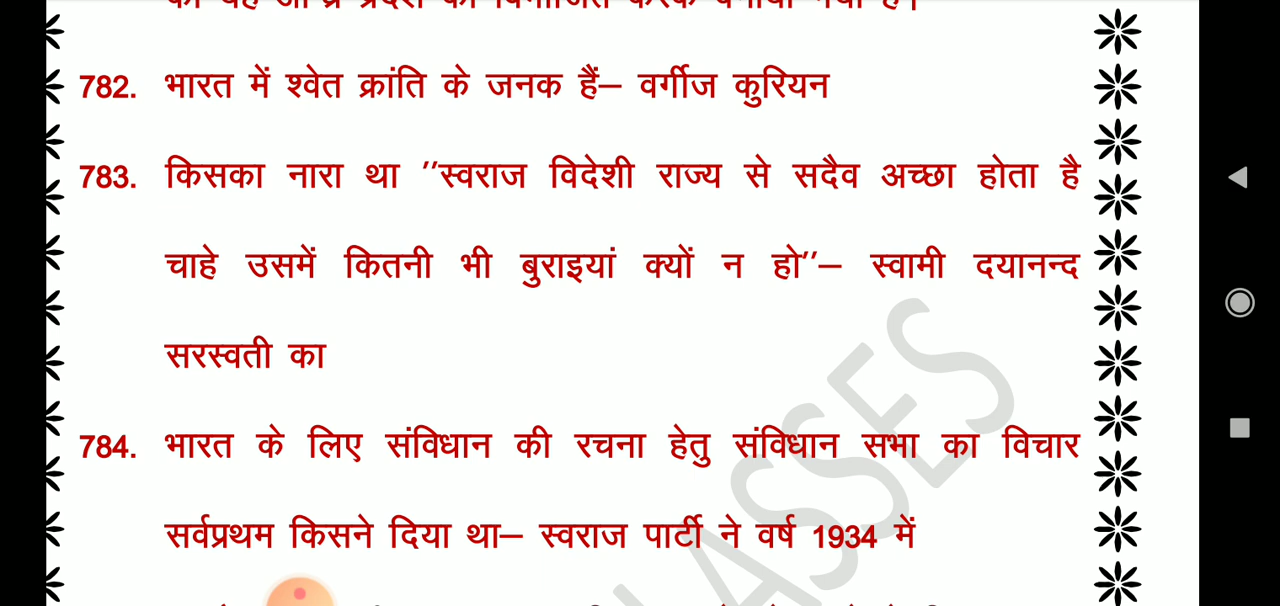 782. भारत में श्वेत क्रांति के जनक हैं– वर्गीज कुरियन
783. किसका नारा था ’’स्वराज विदेशी राज्य से सदैव अच्छा होता है
चाहे उसमें कितनी भी बुराइयां क्यों न हो’’– स्वामी दयानन्द
सरस्वती का
784. भारत के लिए संविधान की रचना हेतु संविधान सभा का विचार
सर्वप्रथम किसने दिया था– स्वराज पार्टी ने वर्ष 1934 में
LASSES